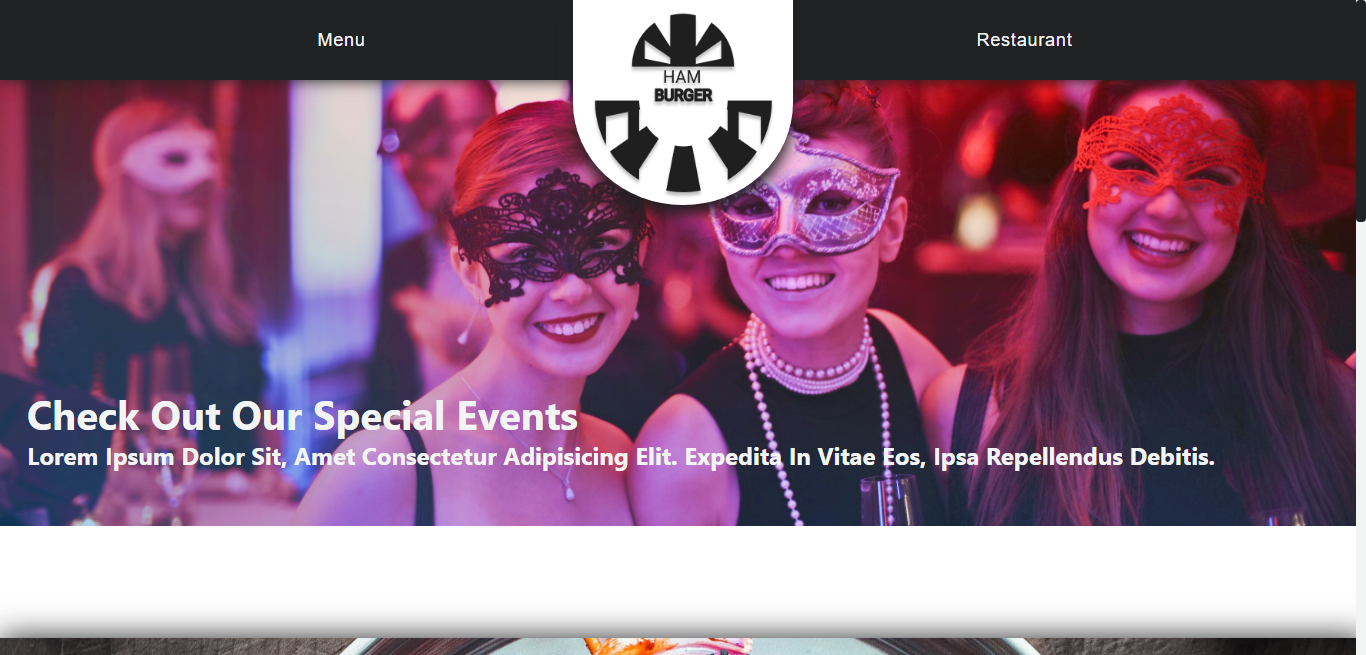 Menu
Restaurant
HAM
BURGER
Check Out Our Special Events
Lorem Ipsum Dolor Sit, Amet Consectetur Adipisicing Elit. Expedita In Vitae Eos, Ipsa Repellendus Debitis.